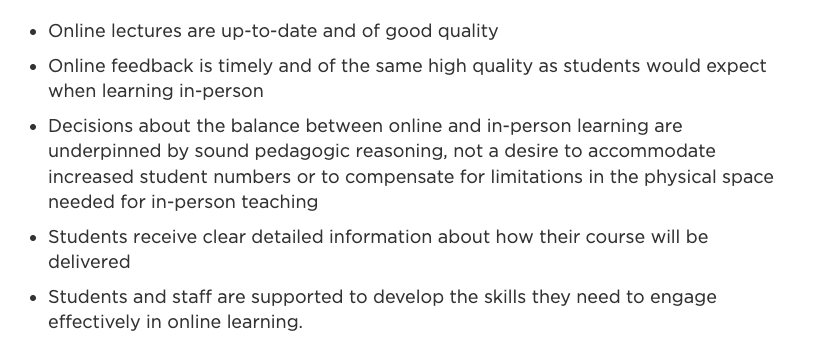 • Online lectures are up-to-date and of good quality
• Online feedback is timely and of the same high quality as students would expect
when learning in-person
• Decisions about the balance between online and in-person learning are
underpinned by sound pedagogic reasoning, not a desire to accommodate
increased student numbers or to compensate for limitations in the physical space
needed for in-person teaching
• Students receive clear detailed information about how their course will be
delivered
• Students and staff are supported to develop the skills they need to engage
effectively in online learning.